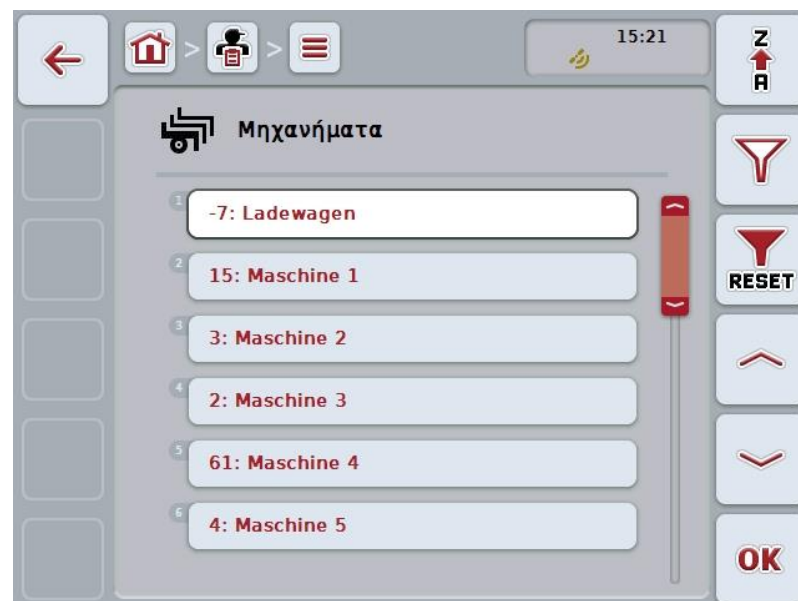 15:21
Z
A
Μηχανήματα
1
-7: Ladewagen
2
15: Maschine 1
RESET
3
3: Maschine 2
4
2: Maschine 3
5
61: Maschine 4
6
4: Maschine 5
OK